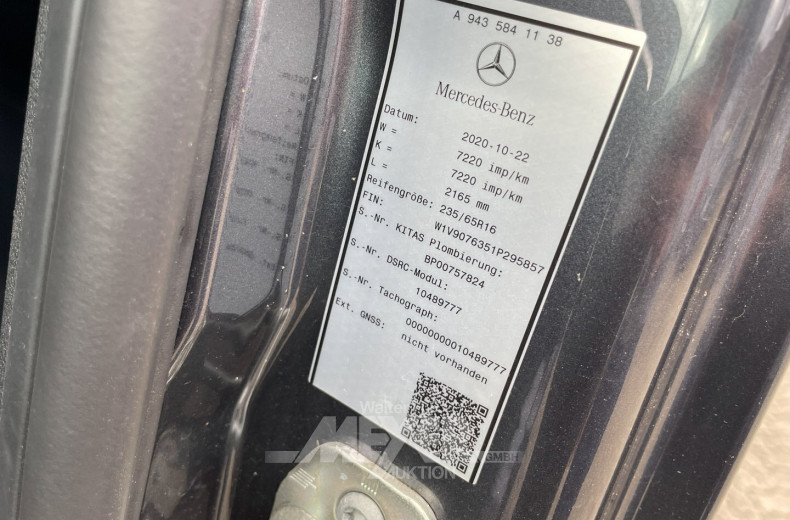 A 943 584 11 38
Mercedes-Benz
Datum: 2020-10-22
W = 7220 imp/km
K = 7220 imp/km
L = 2165 mm
Reifengröße: 235/65R16
FIN: W1V9076351P295857
S.-Nr. KITAS Plombierung:
BP00757824
S.-Nr. DSRC-Modul:
10489777
S.-Nr. Tachograph:
00000000010489777
Ext. GNSS: nicht vorhanden
GMBH
AUKTION